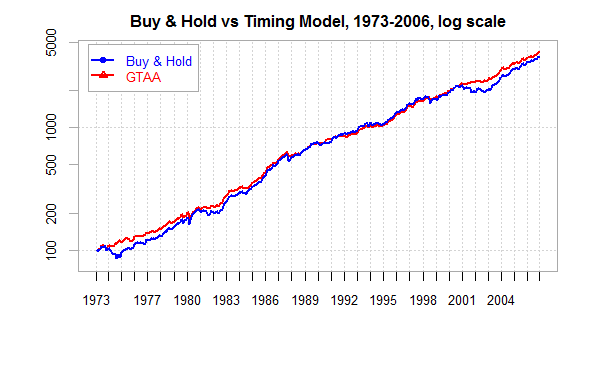 Buy & Hold vs Timing Model, 1973-2006, log scale
Buy & Hold
GTAA
5000
1000
500
200
100
1973 1977 1980 1983 1986 1989 1992 1995 1998 2001 2004